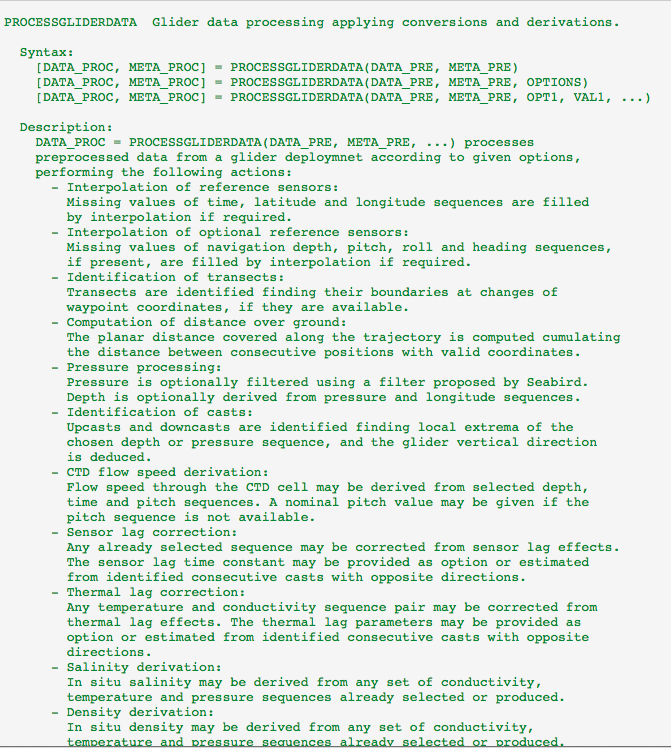 PROCESSGLIDERDATA  Glider data processing applying conversions and derivations.
Syntax:
[DATA_PROC, META_PROC] = PROCESSGLIDERDATA(DATA_PRE, META_PRE)
[DATA_PROC, META_PROC] = PROCESSGLIDERDATA(DATA_PRE, META_PRE, OPTIONS)
[DATA_PROC, META_PROC] = PROCESSGLIDERDATA(DATA_PRE, META_PRE, OPT1, VAL1, ...)
Description:
DATA_PROC = PROCESSGLIDERDATA(DATA_PRE, META_PRE, ...) processes
preprocessed data from a glider deploymnet according to given options,
performing the following actions:
- Interpolation of reference sensors:
Missing values of time, latitude and longitude sequences are filled
by interpolation if required.
- Interpolation of optional reference sensors:
Missing values of navigation depth, pitch, roll and heading sequences,
if present, are filled by interpolation if required.
- Identification of transects:
Transects are identified finding their boundaries at changes of
waypoint coordinates, if they are available.
- Computation of distance over ground:
The planar distance covered along the trajectory is computed cumulating
the distance between consecutive positions with valid coordinates.
- Pressure processing:
Pressure is optionally filtered using a filter proposed by Seabird.
Depth is optionally derived from pressure and longitude sequences.
- Identification of casts:
Upcasts and downcasts are identified finding local extrema of the
chosen depth or pressure sequence, and the glider vertical direction
is deduced.
- CTD flow speed derivation:
Flow speed through the CTD cell may be derived from selected depth,
time and pitch sequences. A nominal pitch value may be given if the
pitch sequence is not available.
- Sensor lag correction:
Any already selected sequence may be corrected from sensor lag effects.
The sensor lag time constant may be provided as option or estimated
from identified consecutive casts with opposite directions.
- Thermal lag correction:
Any temperature and conductivity sequence pair may be corrected from
thermal lag effects. The thermal lag parameters may be provided as
option or estimated from identified consecutive casts with opposite
directions.
- Salinity derivation:
In situ salinity may be derived from any set of conductivity,
temperature and pressure sequences already selected or produced.
- Density derivation:
In situ density may be derived from any set of conductivity,
temperature and pressure sequences already selected or produced.